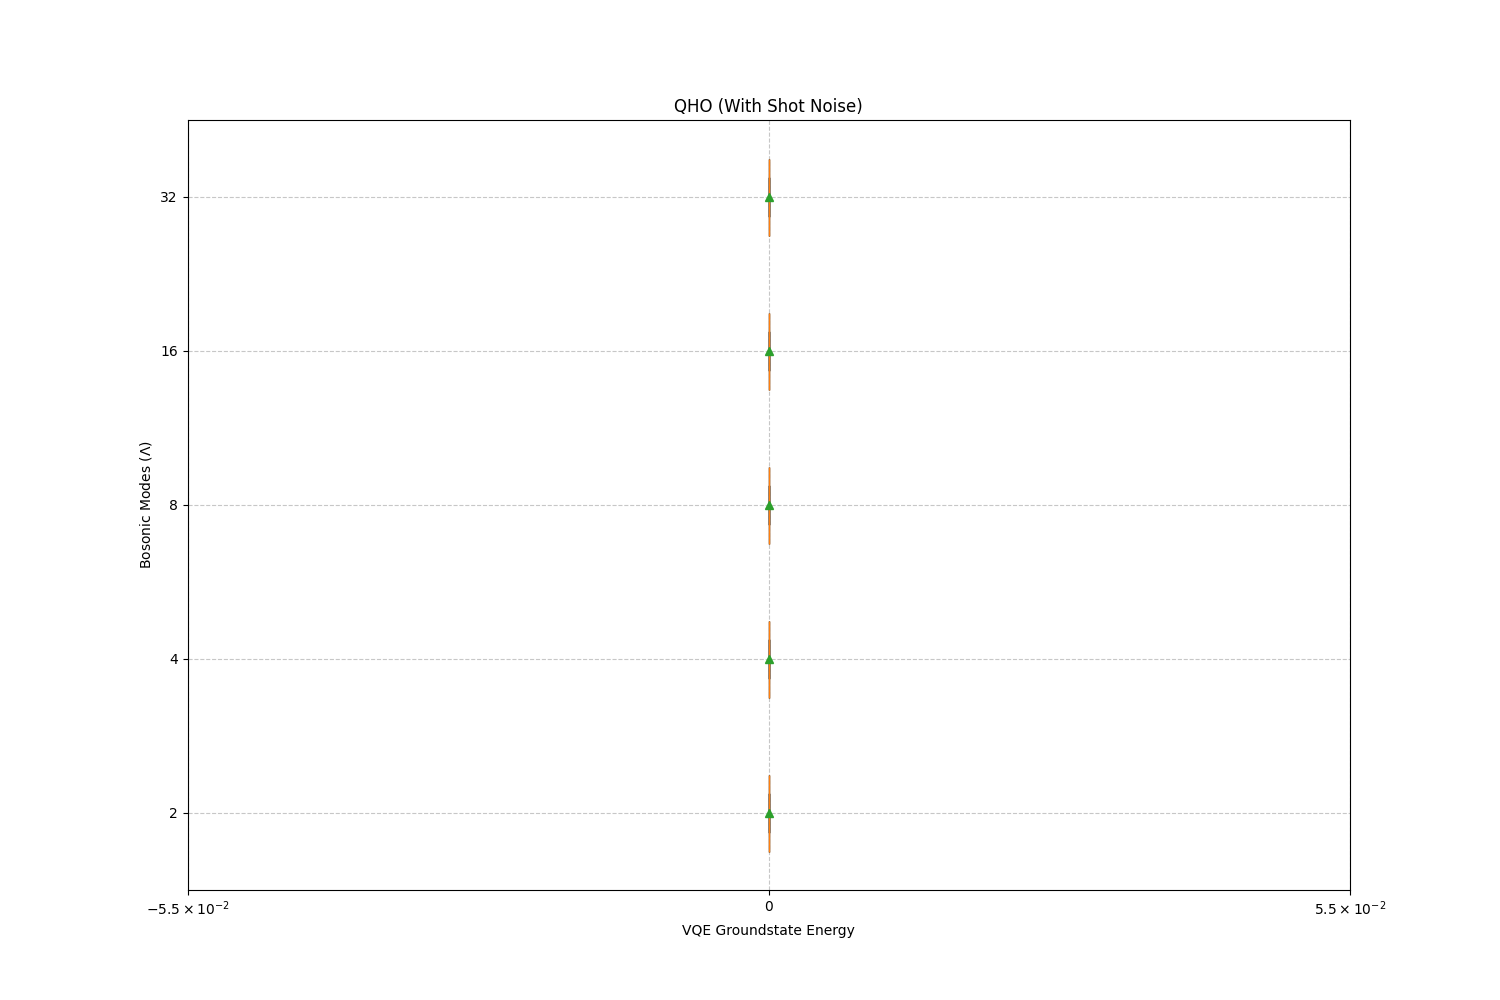 QHO (With Shot Noise)
32
16
8
4
2
Bosonic Modes (Λ)
−5.5 × 10⁻²
0
5.5 × 10⁻²
VQE Groundstate Energy